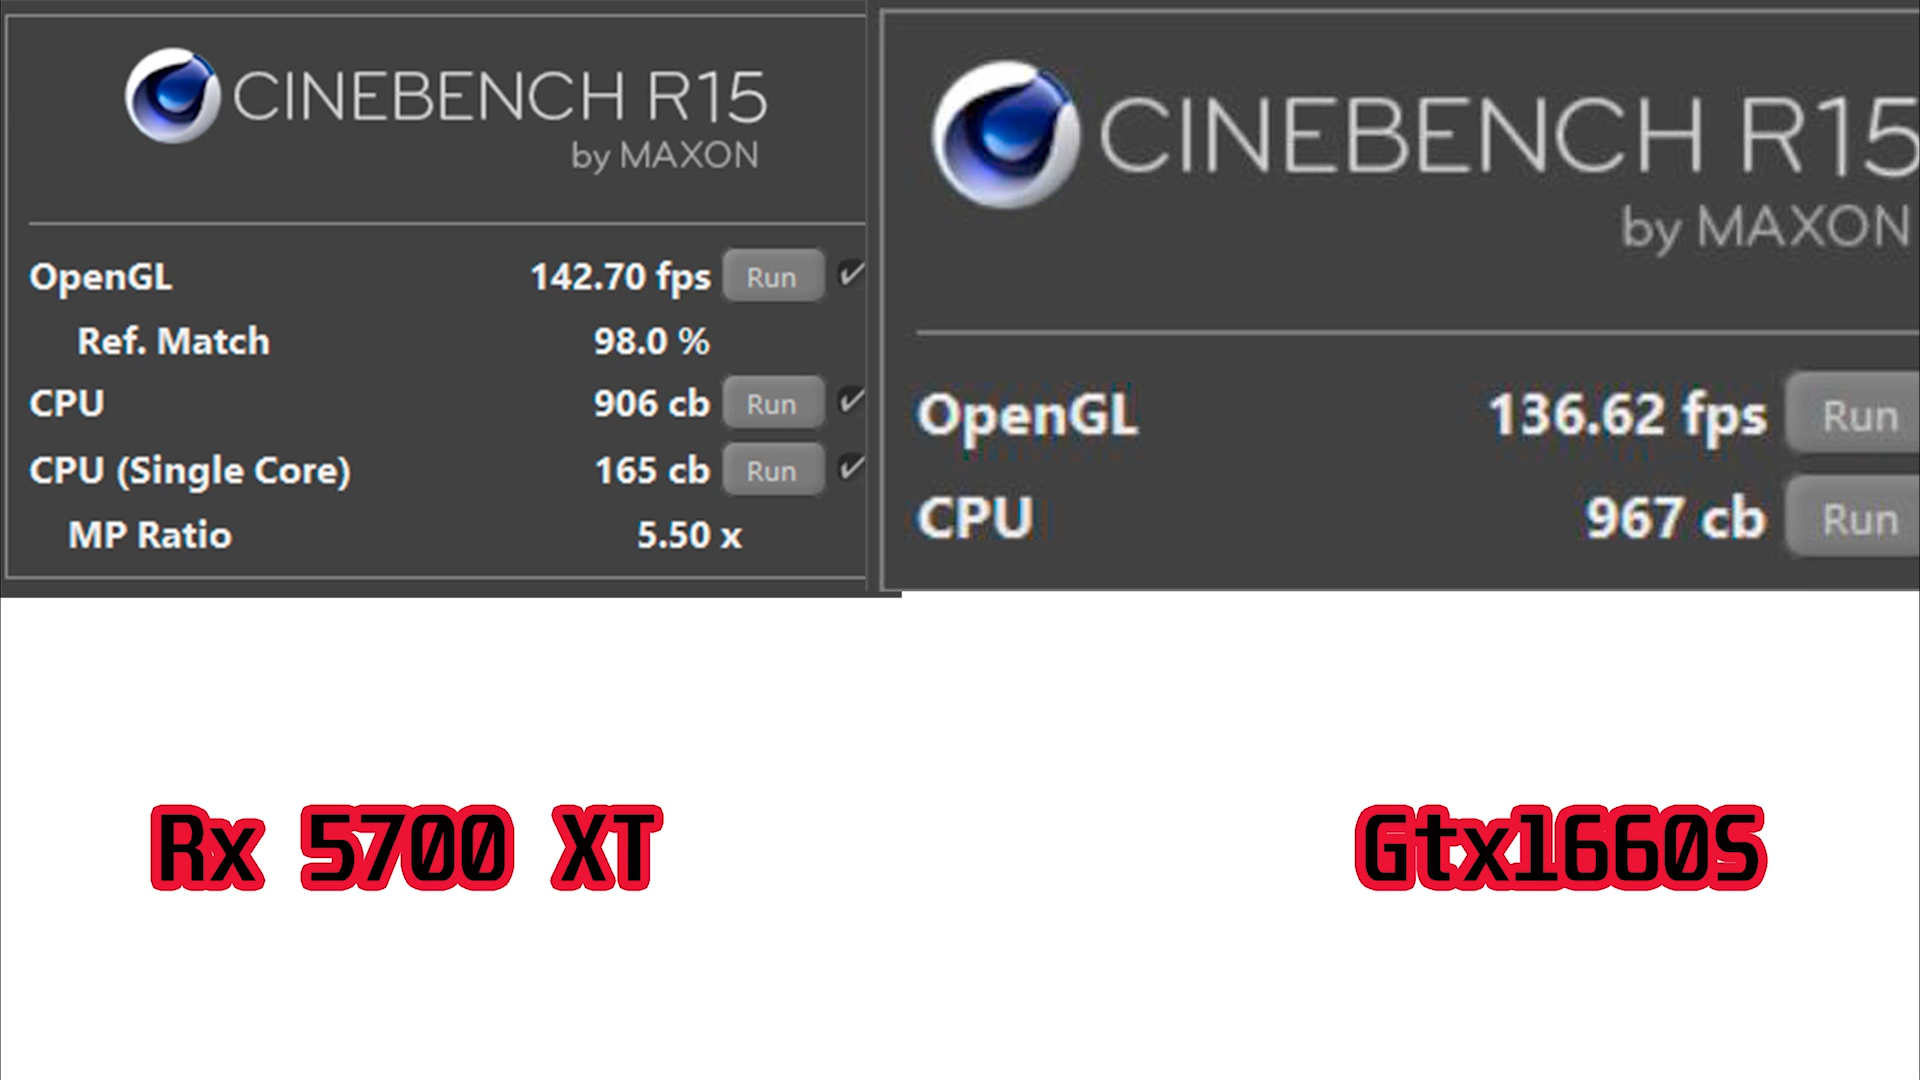 CINEBENCH R15
by MAXON
OpenGL 142.70 fps Run
Ref. Match 98.0 %
CPU 906 cb Run
CPU (Single Core) 165 cb Run
MP Ratio 5.50 x
CINEBENCH R15
by MAXON
OpenGL 136.62 fps Run
CPU 967 cb Run
Rx 5700 XT
Gtx1660S